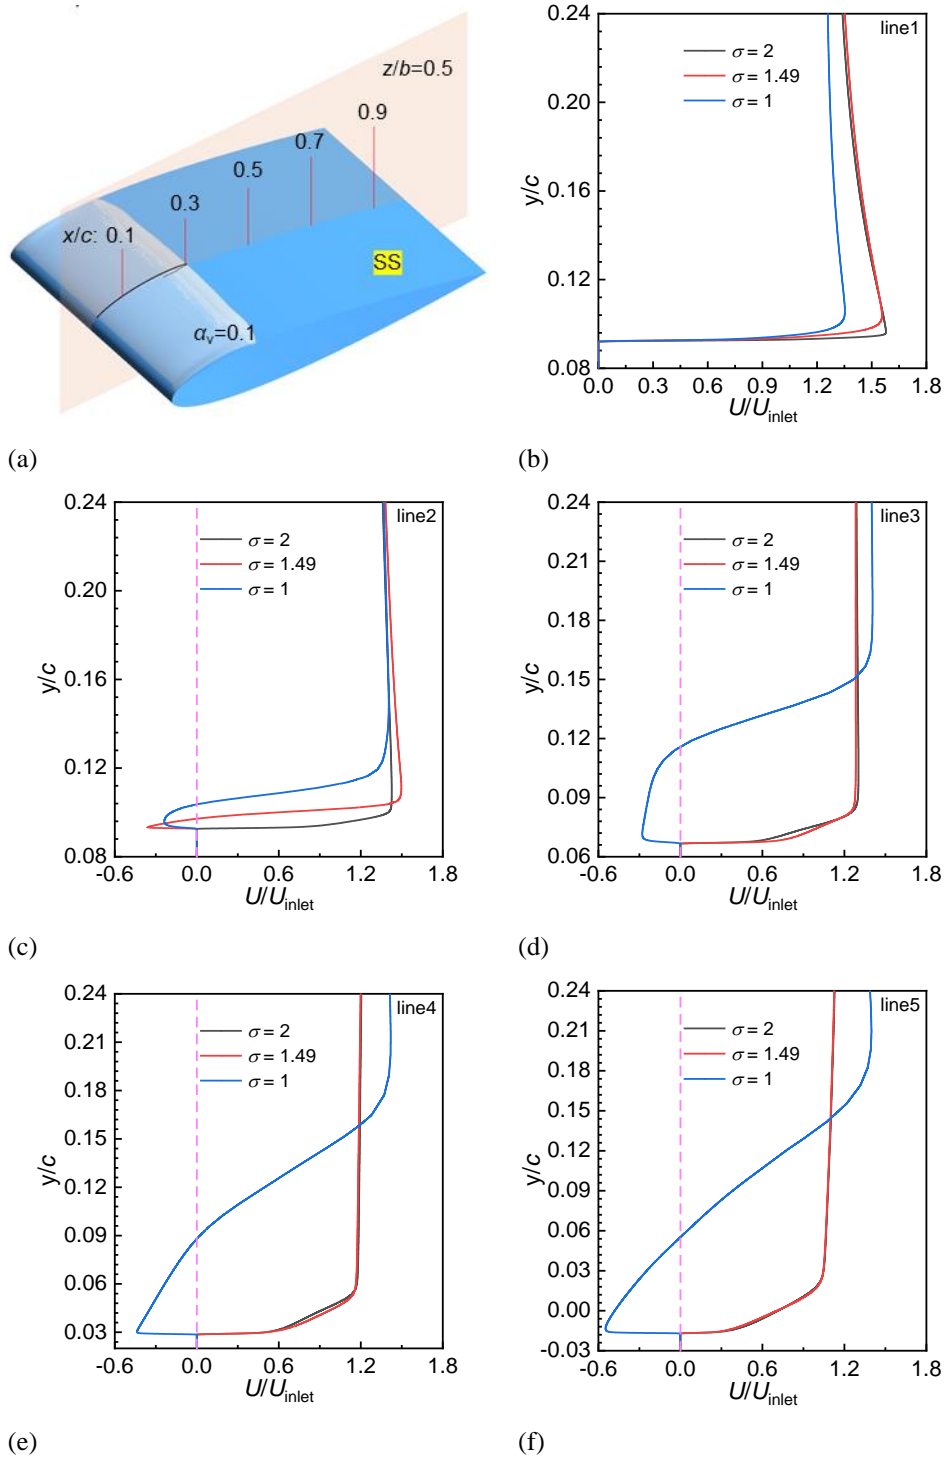 z/b=0.5
0.9
0.7
0.5
0.3
x/c: 0.1
SS
αv=0.1
(a)
line1
σ = 2
σ = 1.49
σ = 1
y/c
0.24
0.20
0.16
0.12
0.08
0.0 0.3 0.6 0.9 1.2 1.5 1.8
U/Uinlet
(b)
line2
σ = 2
σ = 1.49
σ = 1
y/c
0.24
0.20
0.16
0.12
0.08
-0.6 0.0 0.6 1.2 1.8
U/Uinlet
(c)
line3
σ = 2
σ = 1.49
σ = 1
y/c
0.24
0.21
0.18
0.15
0.12
0.09
0.06
-0.6 0.0 0.6 1.2 1.8
U/Uinlet
(d)
line4
σ = 2
σ = 1.49
σ = 1
y/c
0.24
0.21
0.18
0.15
0.12
0.09
0.06
0.03
-0.6 0.0 0.6 1.2 1.8
U/Uinlet
(e)
line5
σ = 2
σ = 1.49
σ = 1
y/c
0.24
0.21
0.18
0.15
0.12
0.09
0.06
0.03
0.00
-0.03
-0.6 0.0 0.6 1.2 1.8
U/Uinlet
(f)